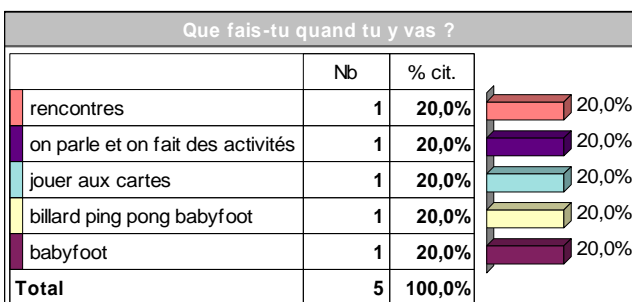 Que fais-tu quand tu y vas ?
Nb % cit.
rencontres 1 20,0% 20,0%
on parle et on fait des activités 1 20,0% 20,0%
jouer aux cartes 1 20,0% 20,0%
billard ping pong babyfoot 1 20,0% 20,0%
babyfoot 1 20,0% 20,0%
Total 5 100,0%